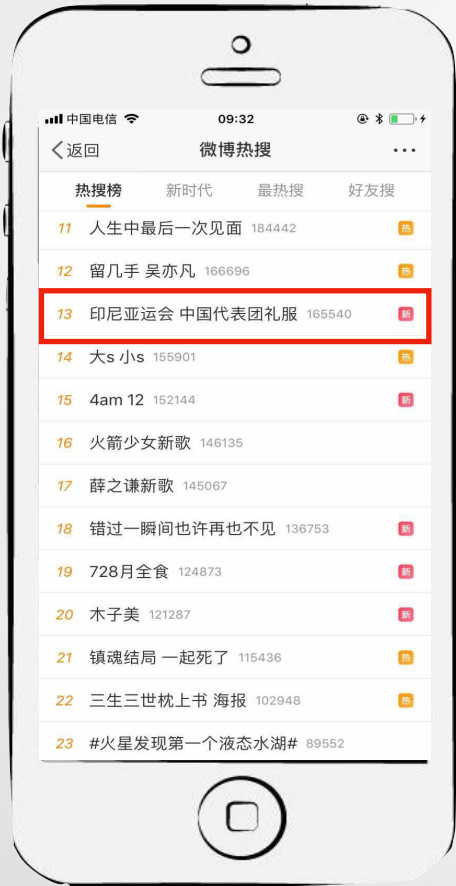 中国电信 09:32
返回 微博热搜 ...
热搜榜 新时代 最热搜 好友搜
11 人生中最后一次见面 184442 热
12 留几手 吴亦凡 166696 热
13 印尼亚运会 中国代表团礼服 165540 新
14 大s 小s 155901 热
15 4am 12 152144 新
16 火箭少女新歌 146135
17 薛之谦新歌 145067
18 错过一瞬间也许再也不见 136753 新
19 728月全食 124873 新
20 木子美 121287 新
21 镇魂结局 一起死了 115436 热
22 三生三世枕上书 海报 102948 热
23 #火星发现第一个液态水湖# 89552